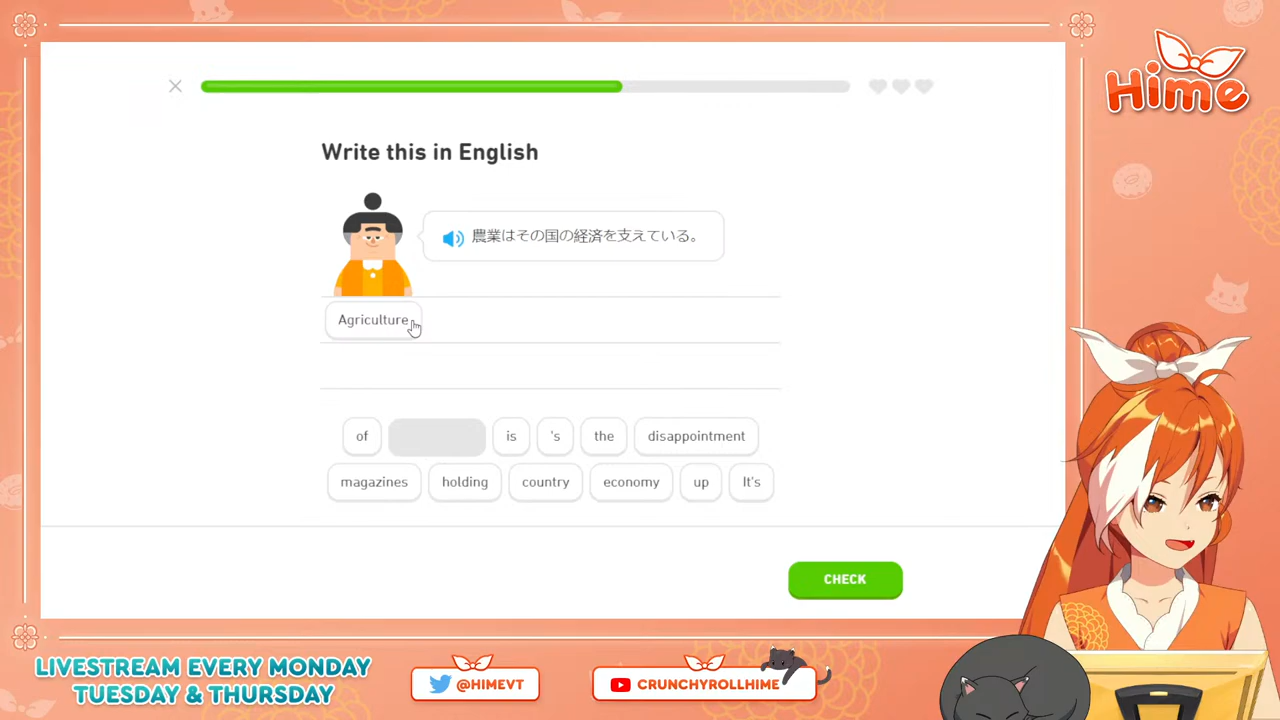 Hime
Write this in English
農業はその国の経済を支えている。
Agriculture
of is 's the disappointment
magazines holding country economy up It's
CHECK
LIVESTREAM EVERY MONDAY
TUESDAY & THURSDAY
@HIMEVT
CRUNCHYROLLHIME